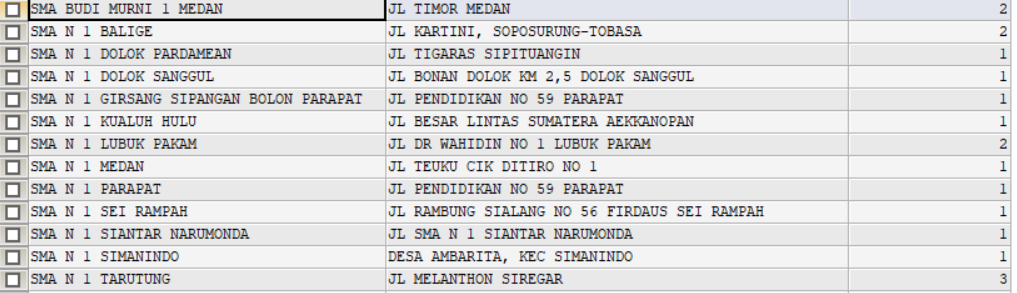 SMA BUDI MURNI 1 MEDAN JL TIMOR MEDAN 2
SMA N 1 BALIGE JL KARTINI, SOPOSURUNG-TOBASA 2
SMA N 1 DOLOK PARDAMEAN JL TIGARAS SIPITUANGIN 1
SMA N 1 DOLOK SANGGUL JL BONAN DOLOK KM 2,5 DOLOK SANGGUL 1
SMA N 1 GIRSANG SIPANGAN BOLON PARAPAT JL PENDIDIKAN NO 59 PARAPAT 1
SMA N 1 KUALUH HULU JL BESAR LINTAS SUMATERA AEKKANOPAN 1
SMA N 1 LUBUK PAKAM JL DR WAHIDIN NO 1 LUBUK PAKAM 2
SMA N 1 MEDAN JL TEUKU CIK DITIRO NO 1 1
SMA N 1 PARAPAT JL PENDIDIKAN NO 59 PARAPAT 1
SMA N 1 SEI RAMPAH JL RAMBUNG SIALANG NO 56 FIRDAUS SEI RAMPAH 1
SMA N 1 SIANTAR NARUMONDA JL SMA N 1 SIANTAR NARUMONDA 1
SMA N 1 SIMANINDO DESA AMBARITA, KEC SIMANINDO 1
SMA N 1 TARUTUNG JL MELANTHON SIREGAR 3